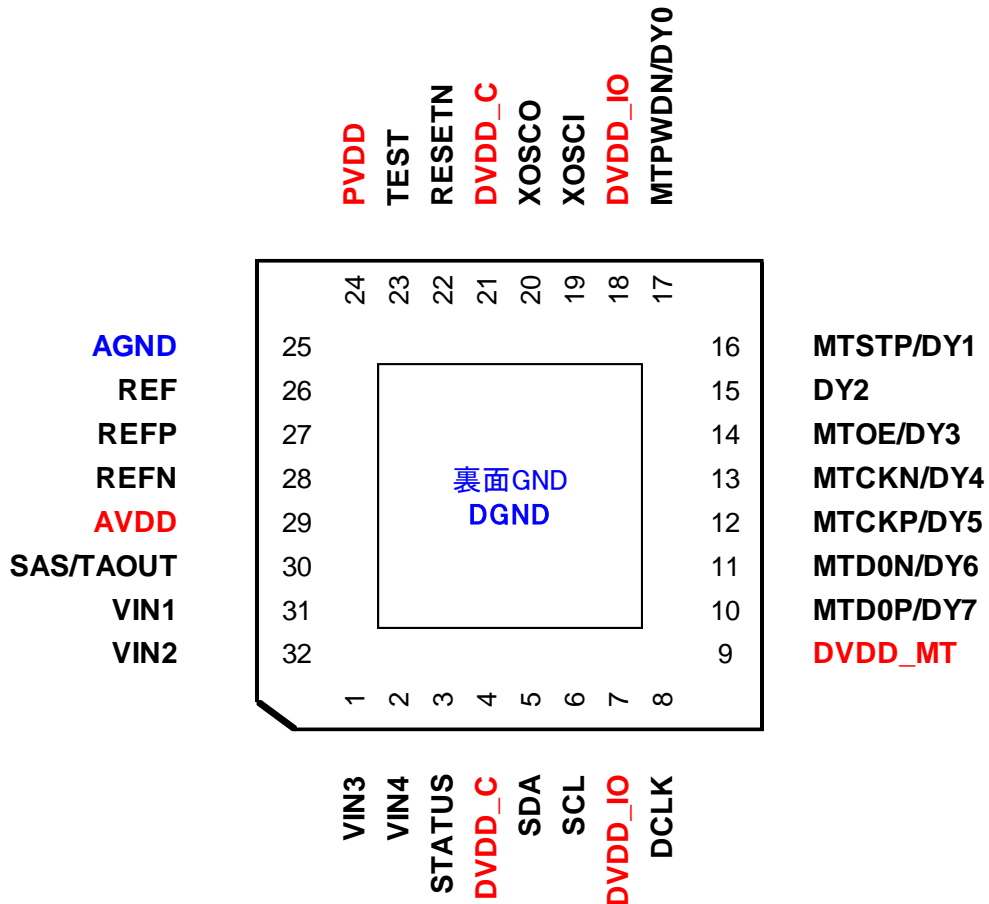 PVDD
TEST
RESETN
DVDD_C
XOSCO
XOSCI
DVDD_IO
MTPWDN/DY0
24
23
22
21
20
19
18
17
AGND 25
REF 26
REFP 27
REFN 28
AVDD 29
SAS/TAOUT 30
VIN1 31
VIN2 32
裏面GND
DGND
16 MTSTP/DY1
15 DY2
14 MTOE/DY3
13 MTCKN/DY4
12 MTCKP/DY5
11 MTD0N/DY6
10 MTD0P/DY7
9 DVDD_MT
1
2
3
4
5
6
7
8
VIN3
VIN4
STATUS
DVDD_C
SDA
SCL
DVDD_IO
DCLK